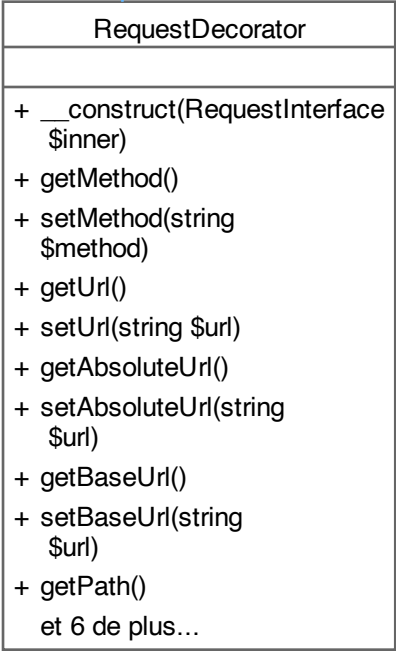 RequestDecorator
+ __construct(RequestInterface
$inner)
+ getMethod()
+ setMethod(string
$method)
+ getUrl()
+ setUrl(string $url)
+ getAbsoluteUrl()
+ setAbsoluteUrl(string
$url)
+ getBaseUrl()
+ setBaseUrl(string
$url)
+ getPath()
et 6 de plus...